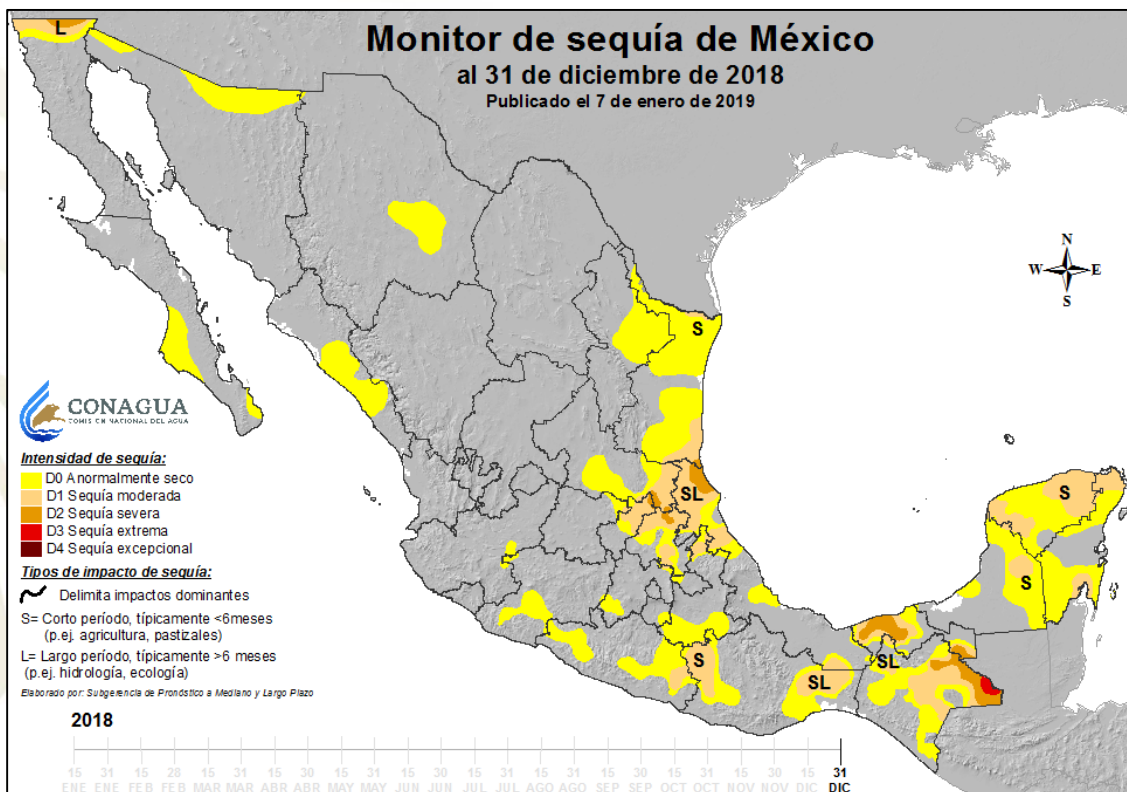 Monitor de sequía de México
al 31 de diciembre de 2018
Publicado el 7 de enero de 2019
L
N
W E
S
S
SL
S
S
S
SL
SL
CONAGUA
COMISIÓN NACIONAL DEL AGUA
Intensidad de sequía:
D0 Anormalmente seco
D1 Sequía moderada
D2 Sequía severa
D3 Sequía extrema
D4 Sequía excepcional
Tipos de impacto de sequía:
Delimita impactos dominantes
S= Corto período, típicamente <6meses
(p.ej. agricultura, pastizales)
L= Largo período, típicamente >6 meses
(p.ej. hidrología, ecología)
Elaborado por: Subgerencia de Pronóstico a Mediano y Largo Plazo
2018
15 31 15 28 15 31 15 30 15 31 15 30 15 31 15 31 15 30 15 31 15 30 15 31
ENE ENE FEB FEB MAR MAR ABR ABR MAY MAY JUN JUN JUL JUL AGO AGO SEP SEP OCT OCT NOV NOV DIC DIC